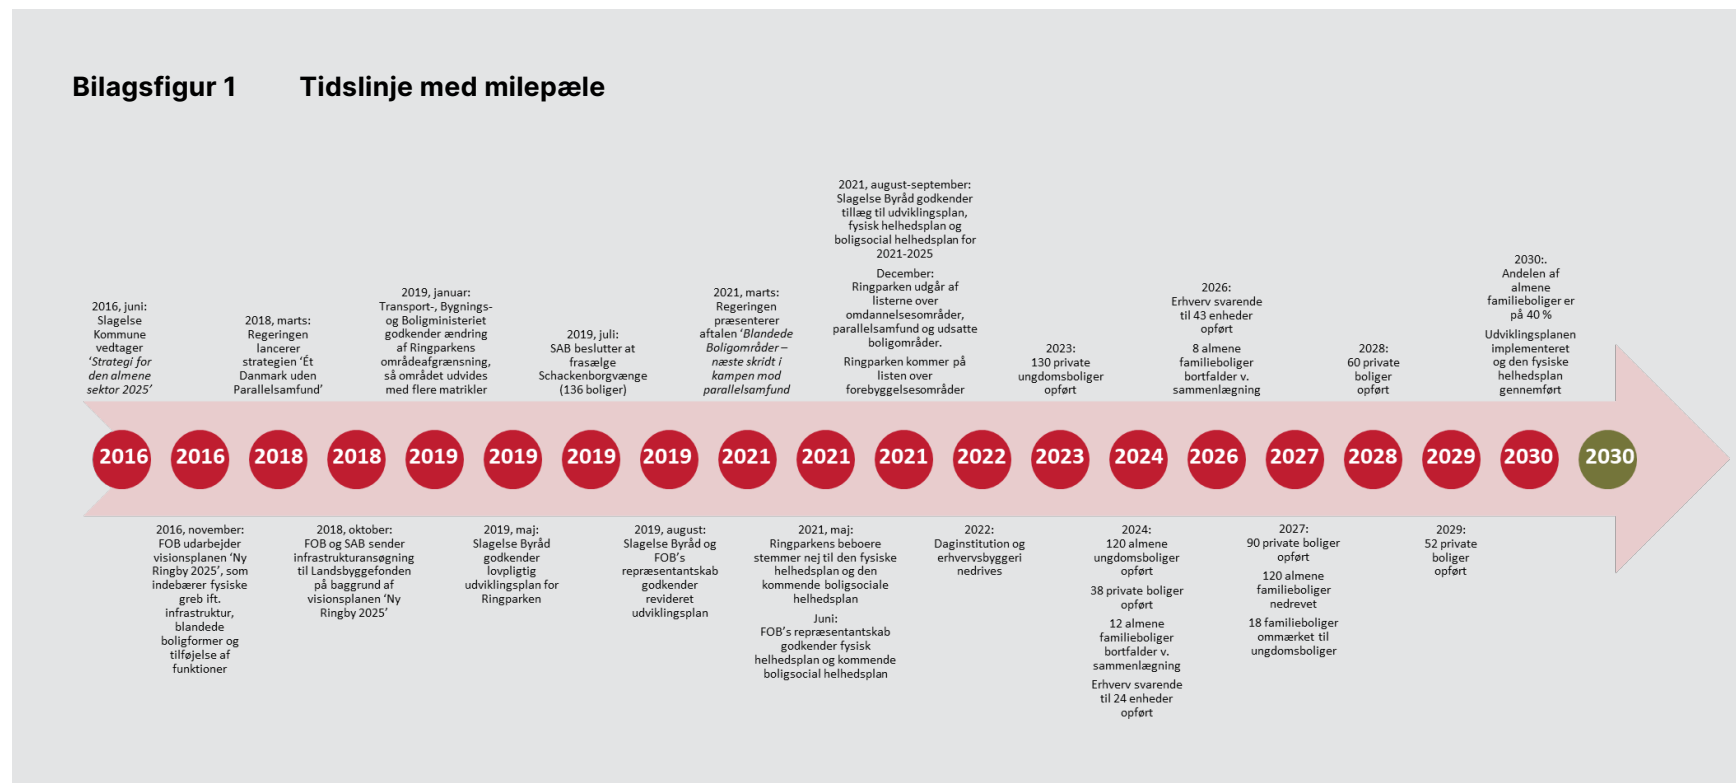 Bilagsfigur 1 Tidslinje med milepæle
2016, juni:
Slagelse
Kommune
vedtager
‘Strategi for
den almene
sektor 2025’
2018, marts:
Regeringen
lancerer
strategien ‘Ét
Danmark uden
Parallelsamfund’
2019, januar:
Transport-, Bygnings-
og Boligministeriet
godkender ændring
af Ringparkens
områdeafgrænsning,
så området udvides
med flere matrikler
2019, juli:
SAB beslutter at
frasælge
Schackenborgvænge
(136 boliger)
2021, marts:
Regeringen
præsenterer
aftalen ‘Blandede
Boligområder –
næste skridt i
kampen mod
parallelsamfund
2021, august-september:
Slagelse Byråd godkender
tillæg til udviklingsplan,
fysisk helhedsplan og
boligsocial helhedsplan for
2021-2025
December:
Ringparken udgår af
listerne over
omdannelsesområder,
parallelsamfund og udsatte
boligområder.
Ringparken kommer på
listen over
forebyggelsesområder
2023:
130 private
ungdomsboliger
opført
2026:
Erhverv svarende
til 43 enheder
opført
8 almene
familieboliger
bortfalder v.
sammenlægning
2028:
60 private
boliger
opført
2030:.
Andelen af
almene
familieboliger er
på 40 %
Udviklingsplanen
implementeret
og den fysiske
helhedsplan
gennemført
2016 2016 2018 2018 2019 2019 2019 2019 2021 2021 2021 2022 2023 2024 2026 2027 2028 2029 2030 2030
2016, november:
FOB udarbejder
visionsplanen ‘Ny
Ringby 2025’, som
indebærer fysiske
greb ift.
infrastruktur,
blandede
boligformer og
tilføjelse af
funktioner
2018, oktober:
FOB og SAB sender
infrastrukturansøgning
til Landsbyggefonden
på baggrund af
visionsplanen ‘Ny
Ringby 2025’
2019, maj:
Slagelse Byråd
godkender
lovpligtig
udviklingsplan for
Ringparken
2019, august:
Slagelse Byråd og
FOB’s
repræsentantskab
godkender
revideret
udviklingsplan
2021, maj:
Ringparkens beboere
stemmer nej til den fysiske
helhedsplan og den
kommende boligsociale
helhedsplan
Juni:
FOB’s repræsentantskab
godkender fysisk
helhedsplan og kommende
boligsocial helhedsplan
2022:
Daginstitution og
erhvervsbyggeri
nedrives
2024:
120 almene
ungdomsboliger
opført
38 private boliger
opført
12 almene
familieboliger
bortfalder v.
sammenlægning
Erhverv svarende
til 24 enheder
opført
2027:
90 private boliger
opført
120 almene
familieboliger
nedrevet
18 familieboliger
ommærket til
ungdomsboliger
2029:
52 private
boliger
opført